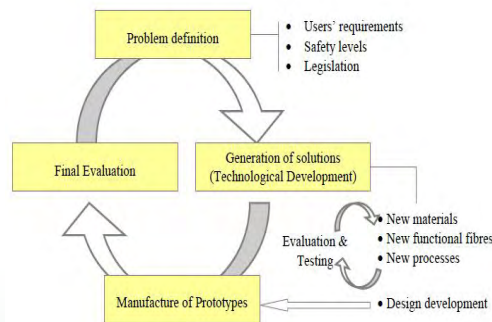 Problem definition
• Users' requirements
• Safety levels
• Legislation
Final Evaluation
Generation of solutions
(Technological Development)
Evaluation &
Testing
• New materials
• New functional fibres
• New processes
Manufacture of Prototypes
• Design development